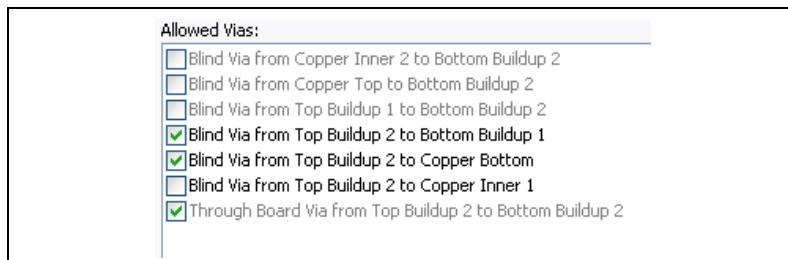 Allowed Vias:
Blind Via from Copper Inner 2 to Bottom Buildup 2
Blind Via from Copper Top to Bottom Buildup 2
Blind Via from Top Buildup 1 to Bottom Buildup 2
Blind Via from Top Buildup 2 to Bottom Buildup 1
Blind Via from Top Buildup 2 to Copper Bottom
Blind Via from Top Buildup 2 to Copper Inner 1
Through Board Via from Top Buildup 2 to Bottom Buildup 2